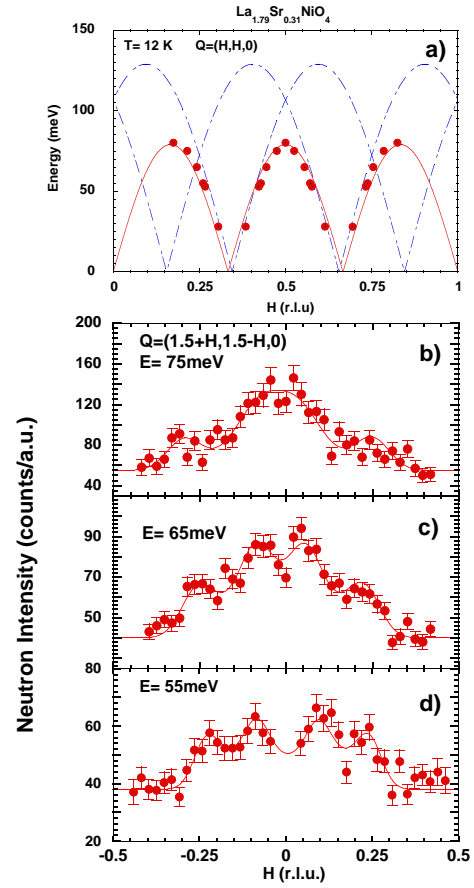 La1.79Sr0.31NiO4
T= 12 K Q=(H,H,0)
a)
150
100
50
0
Energy (meV)
0 0.25 0.5 0.75 1
H (r.l.u)
Q=(1.5+H,1.5-H,0)
E= 75meV
b)
200
160
120
80
40
E= 65meV
c)
90
70
50
E= 55meV
d)
80
60
40
20
Neutron Intensity (counts/a.u.)
-0.5 -0.25 0 0.25 0.5
H (r.l.u.)